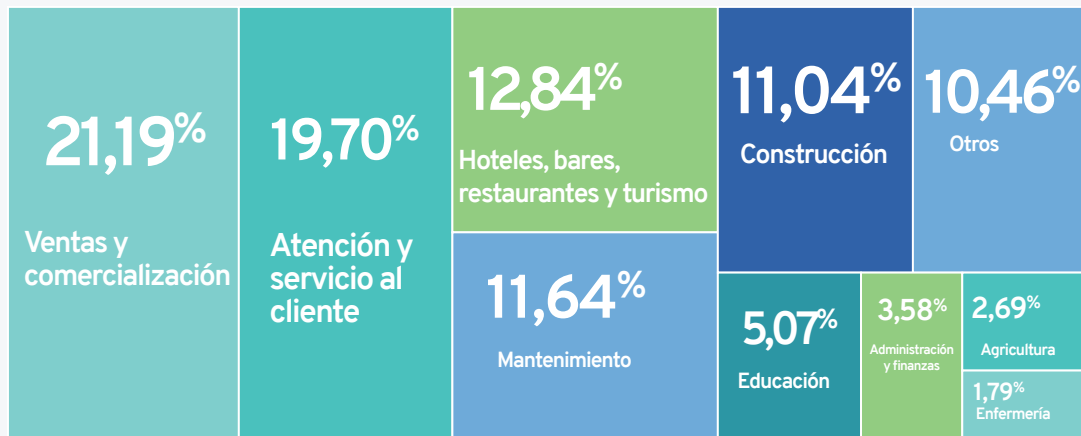 21,19%
Ventas y
comercialización
19,70%
Atención y
servicio al
cliente
12,84%
Hoteles, bares,
restaurantes y turismo
11,64%
Mantenimiento
11,04%
Construcción
10,46%
Otros
5,07%
Educación
3,58%
Administración
y finanzas
2,69%
Agricultura
1,79%
Enfermería